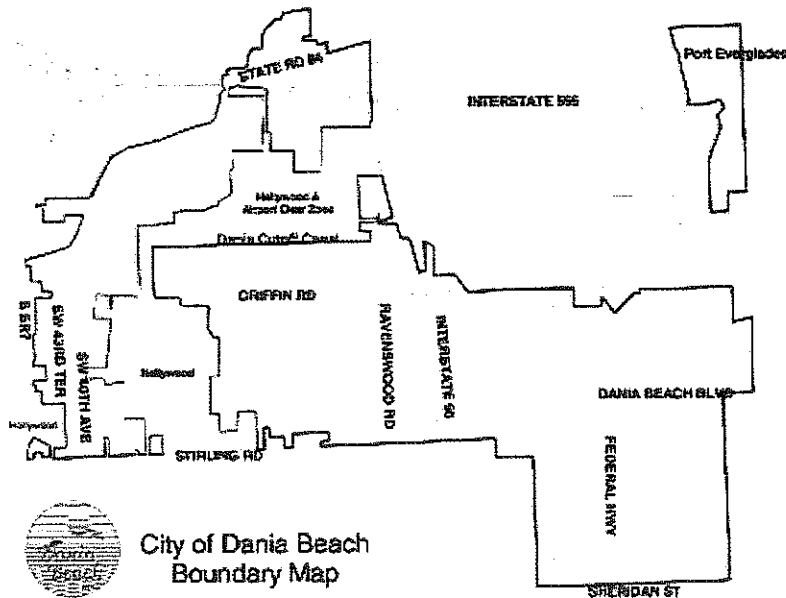 STATE RD 84
Port Everglades
INTERSTATE 595
Hollywood &
Airport Clear Zone
Dania Cutoff Canal
GRIFFIN RD
S SR7
SW 43RD TER
SW 40TH AVE
RAVENSWOOD RD
INTERSTATE 95
Hollywood
DANIA BEACH BLVD
Hollywood
STIRLING RD
FEDERAL HWY
City of Dania Beach
Boundary Map
SHERIDAN ST